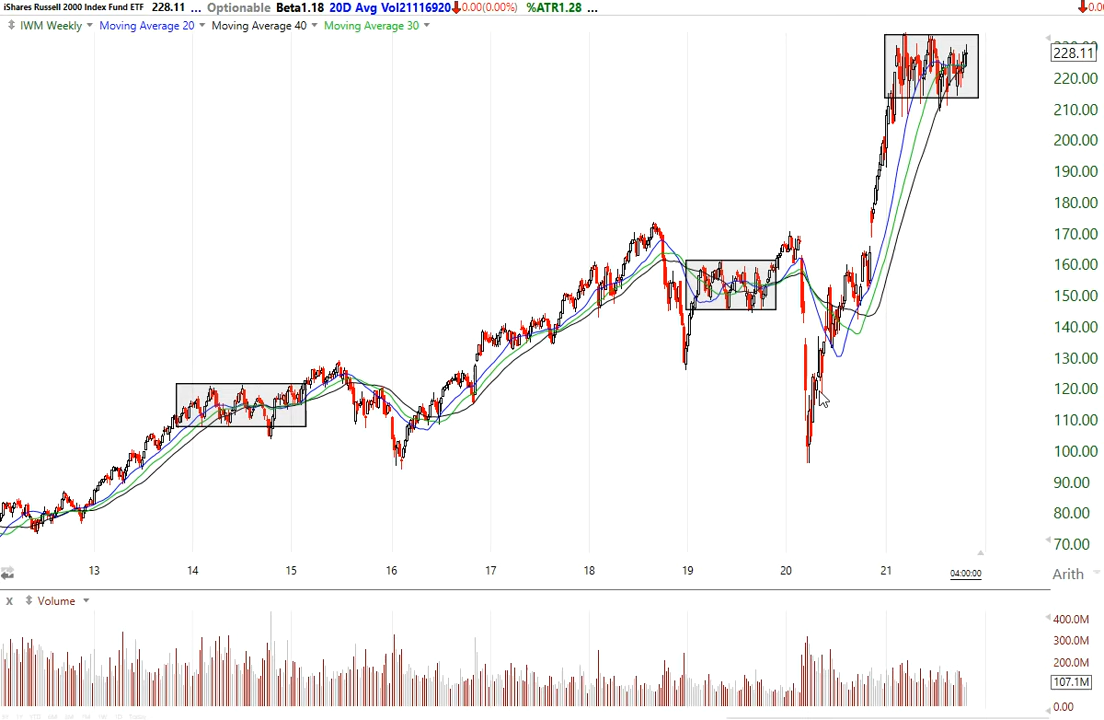 iShares Russell 2000 Index Fund ETF 228.11 ... Optionable Beta1.18 20D Avg Vol21116920 0.00(0.00%) %ATR1.28 ...
IWM Weekly Moving Average 20 Moving Average 40 Moving Average 30
228.11
220.00
210.00
200.00
190.00
180.00
170.00
160.00
150.00
140.00
130.00
120.00
110.00
100.00
90.00
80.00
70.00
13 14 15 16 17 18 19 20 21 04:00:00 Arith
X Volume
400.0M
300.0M
200.0M
107.1M
0.00